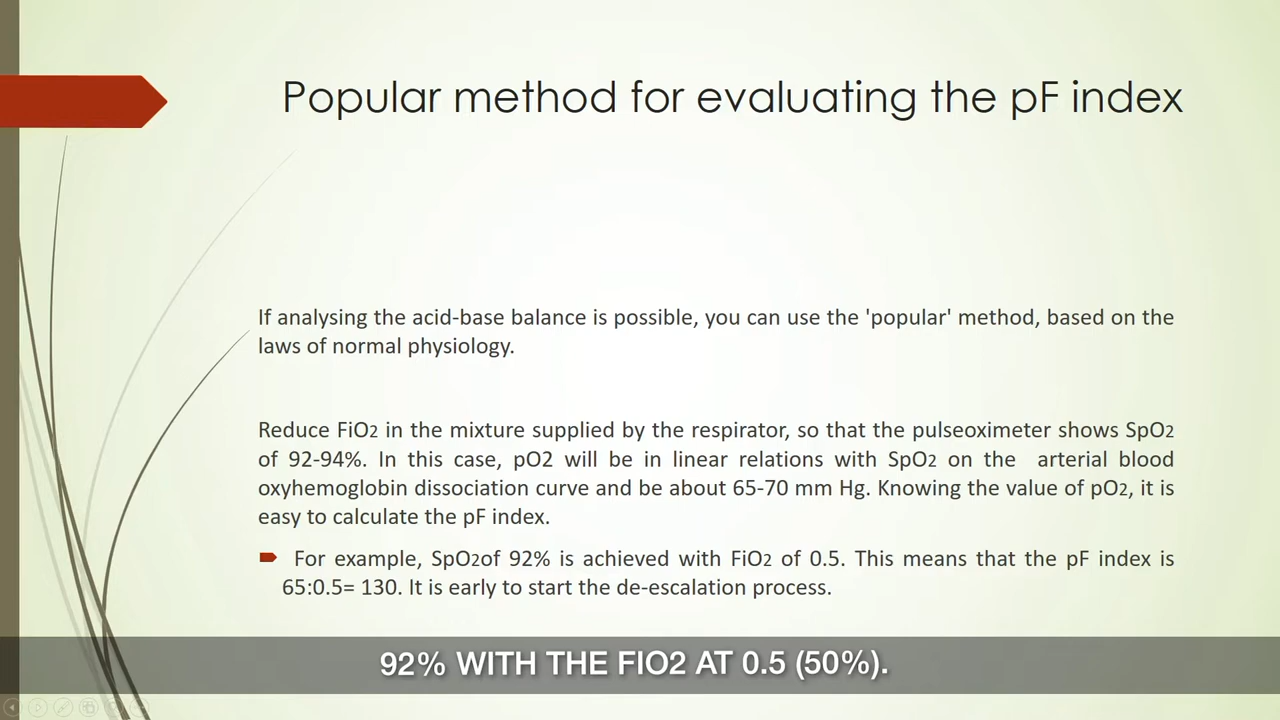 Popular method for evaluating the pF index
If analysing the acid-base balance is possible, you can use the 'popular' method, based on the
laws of normal physiology.
Reduce FiO2 in the mixture supplied by the respirator, so that the pulseoximeter shows SpO2
of 92-94%. In this case, pO2 will be in linear relations with SpO2 on the arterial blood
oxyhemoglobin dissociation curve and be about 65-70 mm Hg. Knowing the value of pO2, it is
easy to calculate the pF index.
For example, SpO2of 92% is achieved with FiO2 of 0.5. This means that the pF index is
65:0.5= 130. It is early to start the de-escalation process.
92% WITH THE FIO2 AT 0.5 (50%).